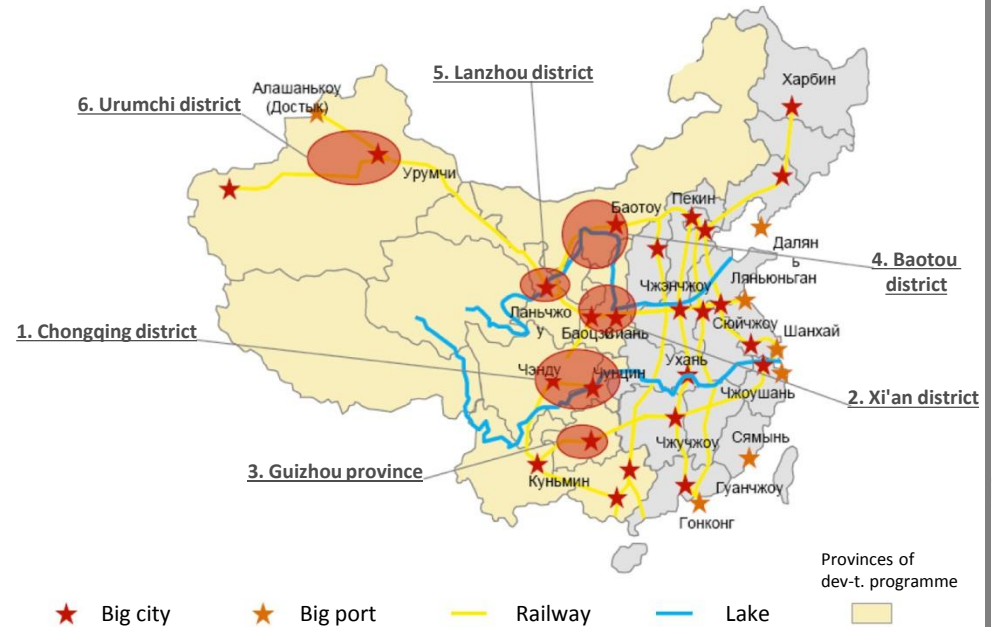 5. Lanzhou district
Харбин
Алашанькоу
(Достык)
6. Urumchi district
Урумчи
Пекин
Баотоу
Далян
ь
4. Baotou
district
Ляньюньган
Чжэнчжоу
Ланьчжо
у
Баоцзи
Сиань
Сюйчжоу
Шанхай
1. Chongqing district
Ухань
Чэнду
Чунцин
Чжоушань
2. Xi'an district
Сямынь
Чжучжоу
3. Guizhou province
Куньмин
Гуанчжоу
Гонконг
Provinces of
dev-t. programme
Big city
Big port
Railway
Lake